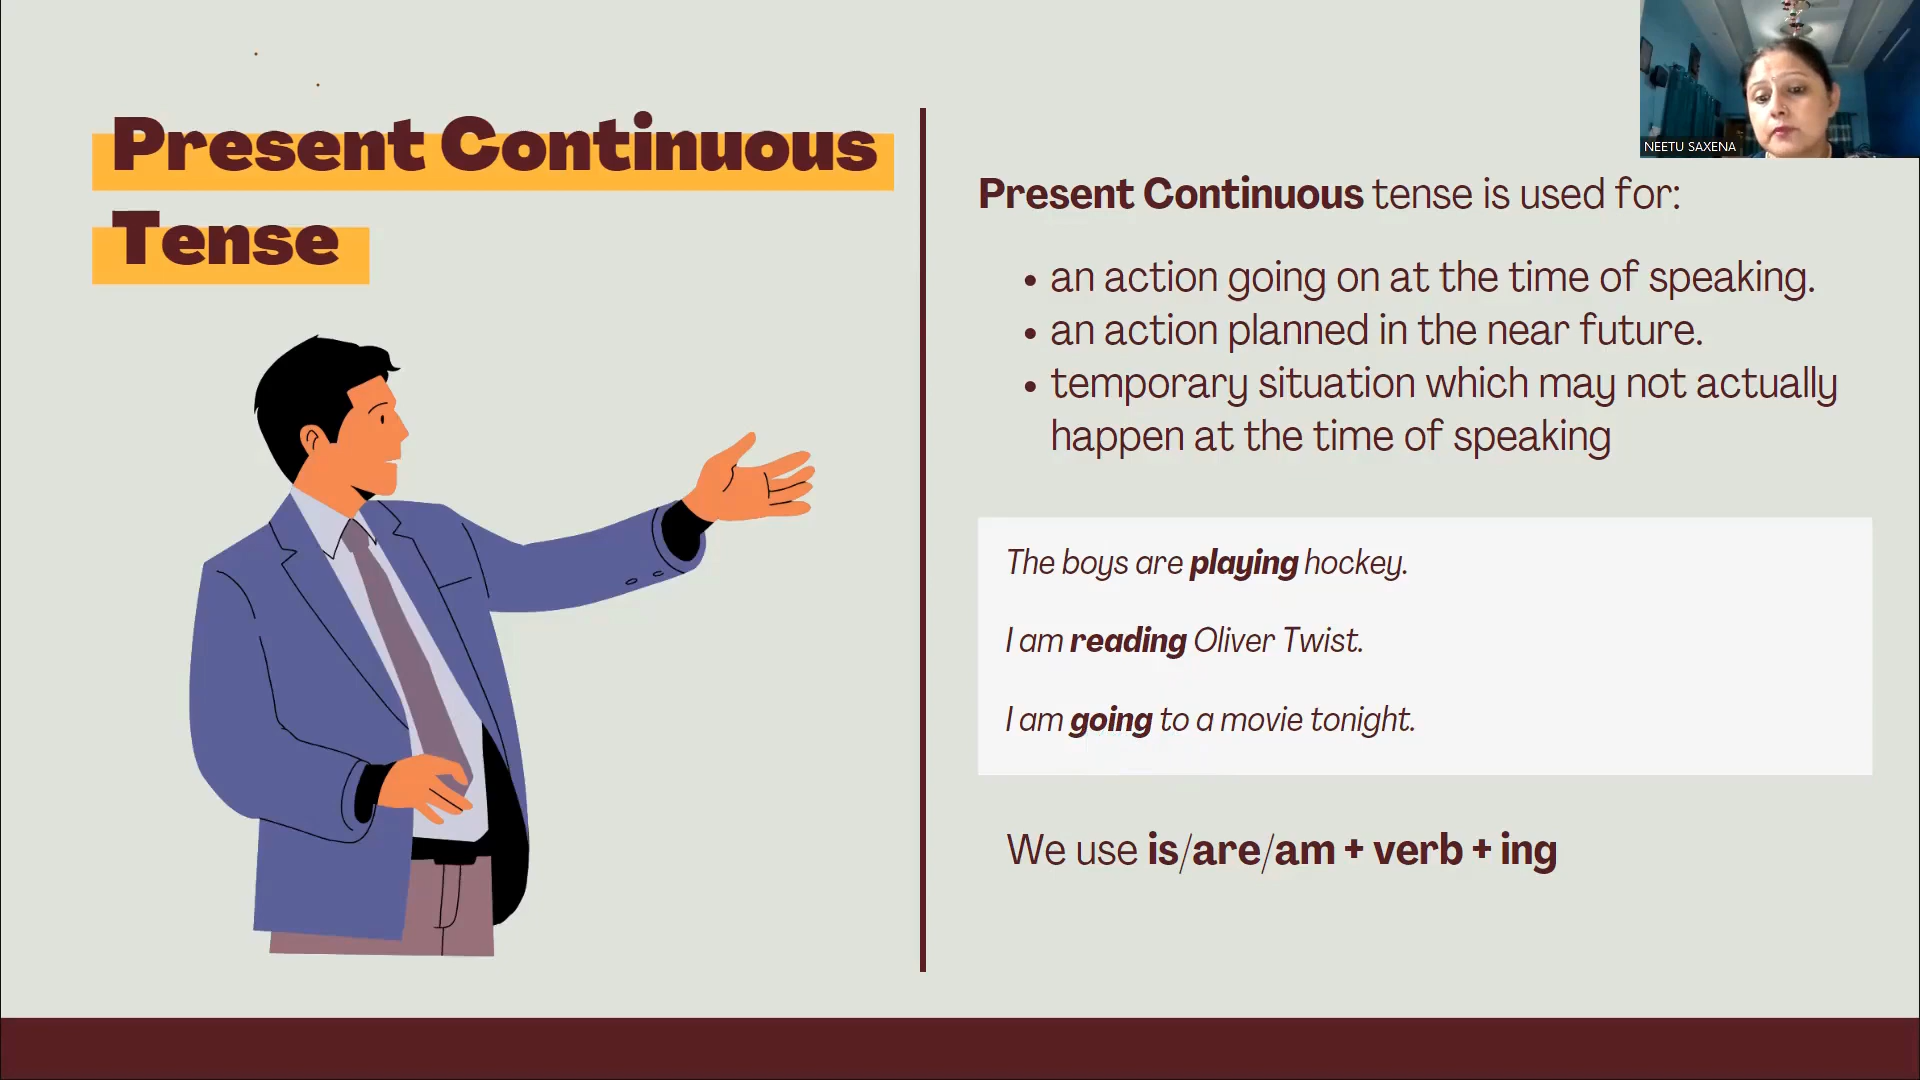 Present Continuous
Tense
NEETU SAXENA
Present Continuous tense is used for:
• an action going on at the time of speaking.
• an action planned in the near future.
• temporary situation which may not actually
happen at the time of speaking
The boys are playing hockey.
I am reading Oliver Twist.
I am going to a movie tonight.
We use is/are/am + verb + ing